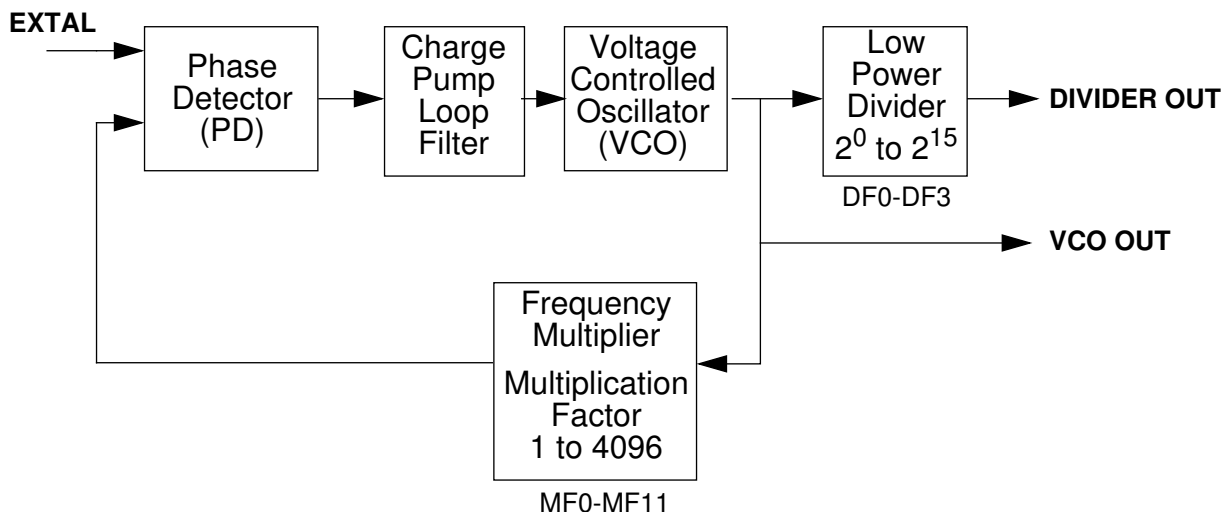 EXTAL
Phase
Detector
(PD)
Charge
Pump
Loop
Filter
Voltage
Controlled
Oscillator
(VCO)
Low
Power
Divider
2⁰ to 2¹⁵
DF0-DF3
DIVIDER OUT
VCO OUT
Frequency
Multiplier
Multiplication
Factor
1 to 4096
MF0-MF11